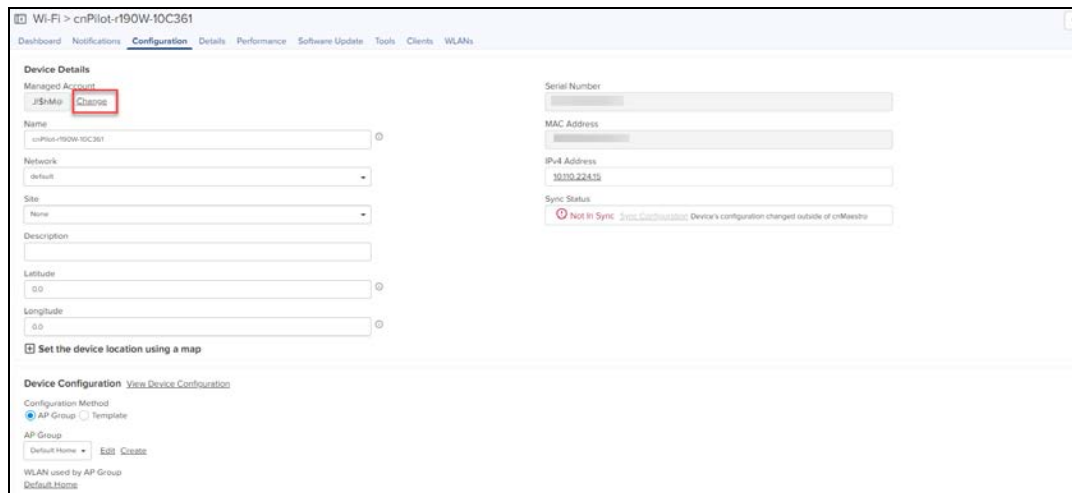 Wi-Fi > cnPilot-r190W-10C361
Dashboard Notifications Configuration Details Performance Software Update Tools Clients WLANs
Device Details
Managed Account
J!$hM@ Change
Name
cnPilot-r190W-10C361
Network
default
Site
None
Description
Latitude
0.0
Longitude
0.0
Set the device location using a map
Serial Number
MAC Address
IPv4 Address
10.110.224.15
Sync Status
Not In Sync Sync Configuration Device's configuration changed outside of cnMaestro
Device Configuration View Device Configuration
Configuration Method
AP Group Template
AP Group
Default Home Edit Create
WLAN used by AP Group
Default Home